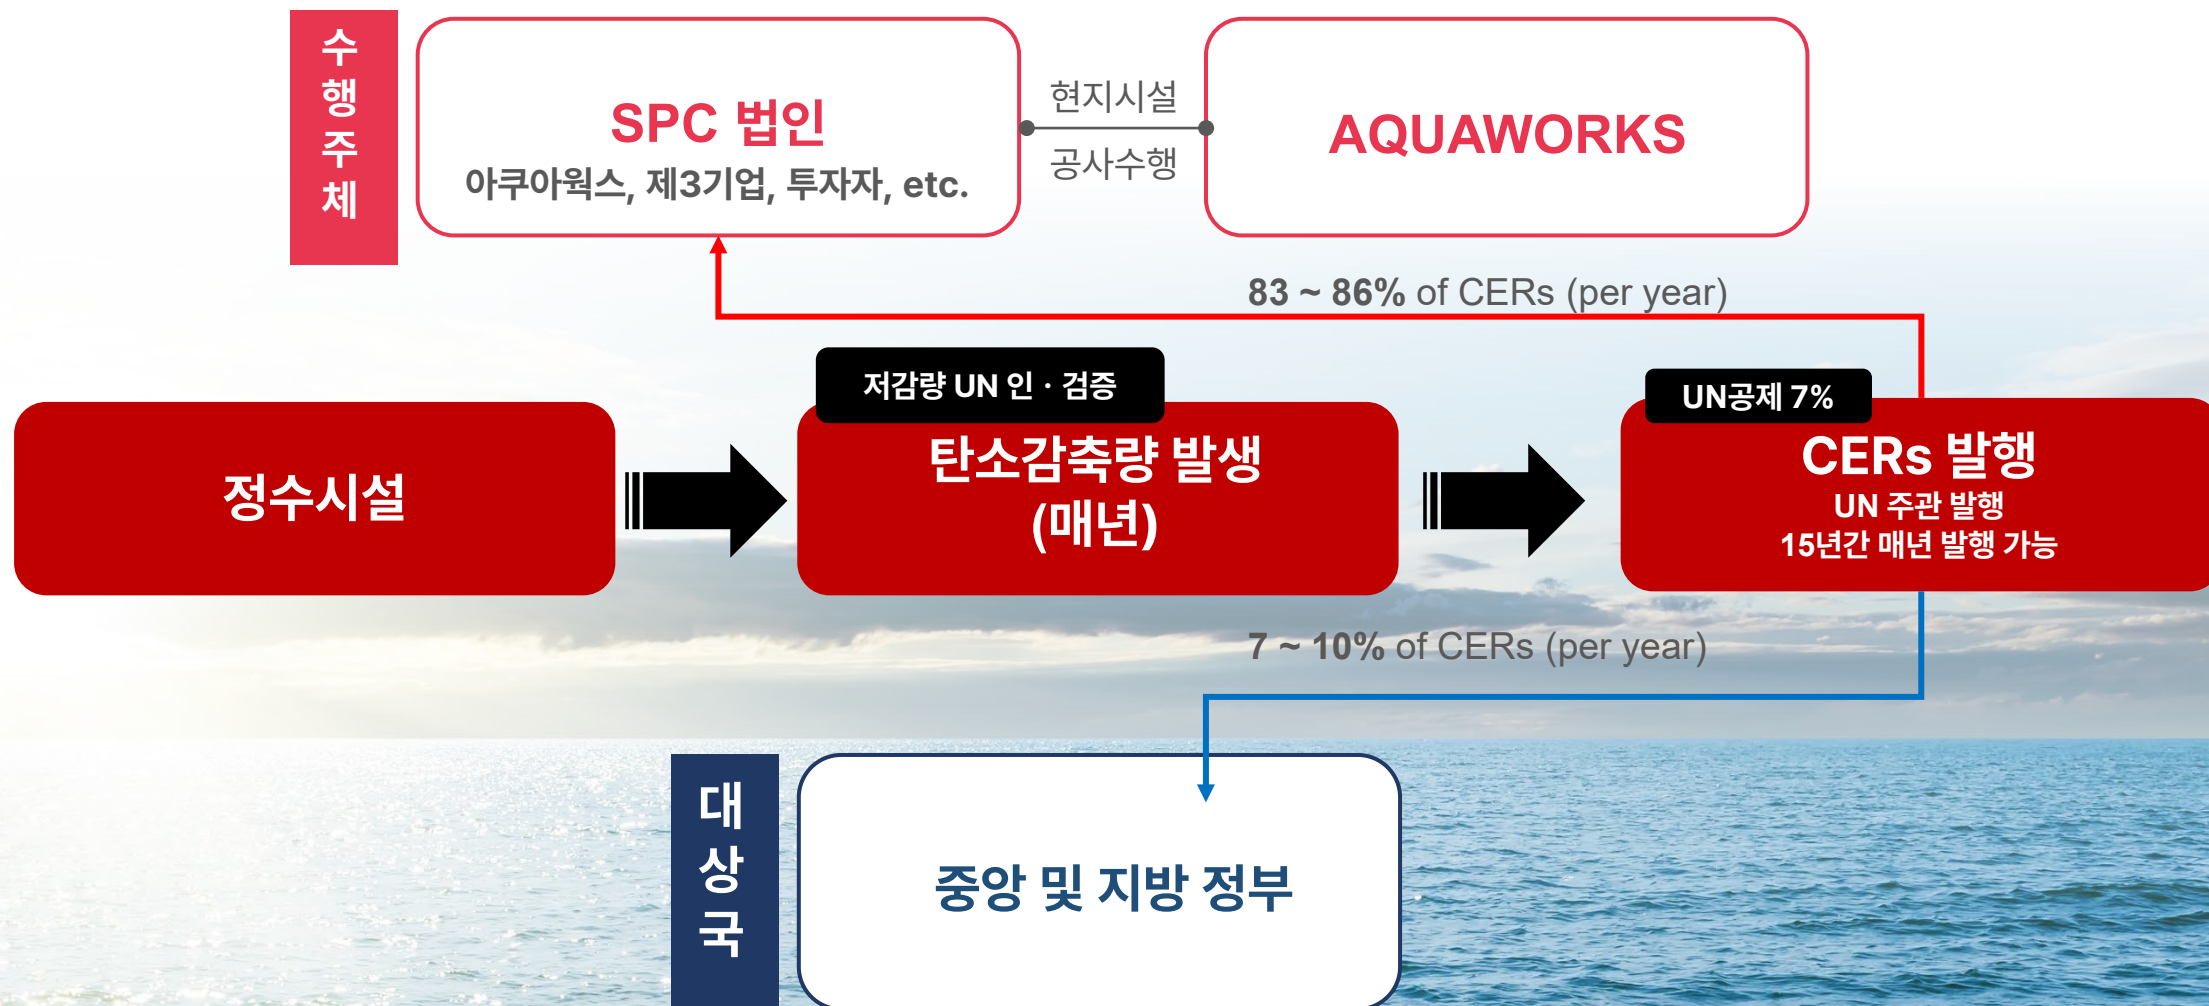 수행주체
SPC 법인
아쿠아웍스, 제3기업, 투자자, etc.
현지시설
공사수행
AQUAWORKS
83 ~ 86% of CERs (per year)
정수시설
저감량 UN 인 · 검증
탄소감축량 발생
(매년)
UN공제 7%
CERs 발행
UN 주관 발행
15년간 매년 발행 가능
7 ~ 10% of CERs (per year)
대상국
중앙 및 지방 정부